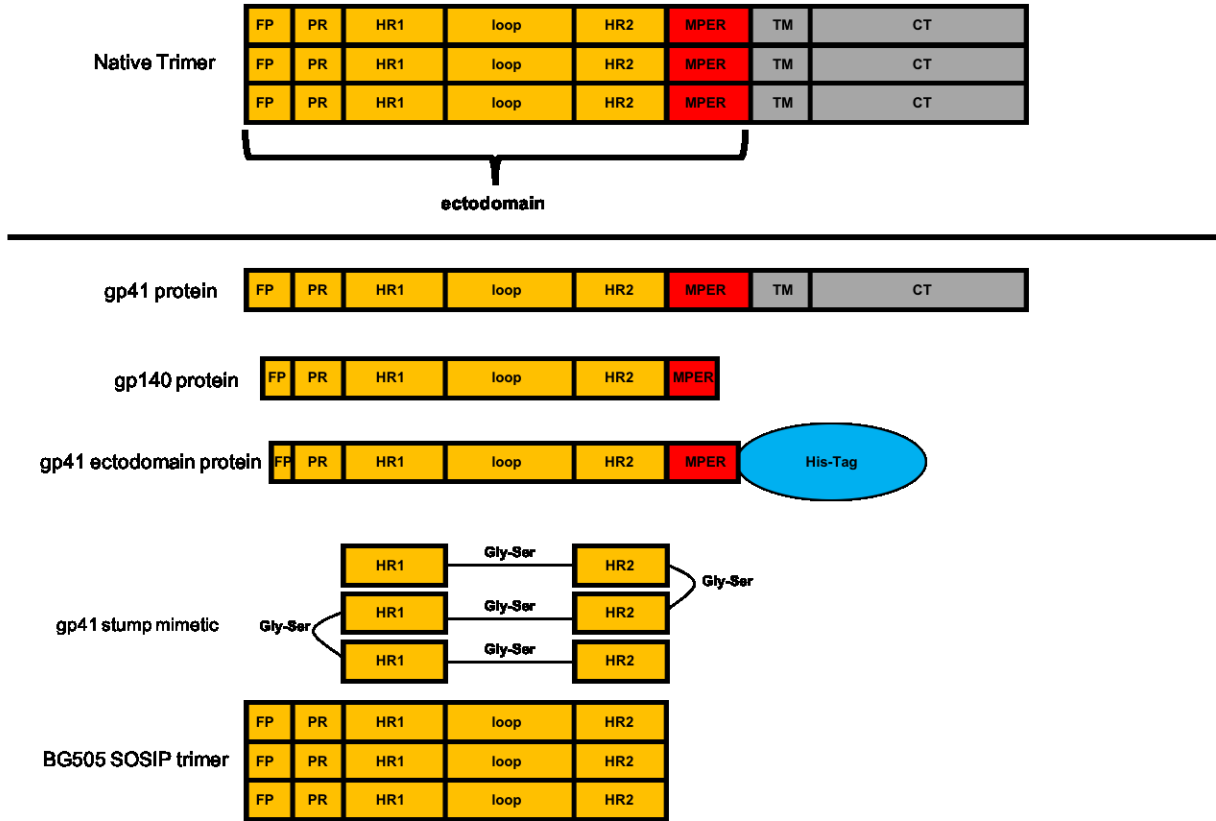 FP PR HR1 loop HR2 MPER TM CT
Native Trimer FP PR HR1 loop HR2 MPER TM CT
FP PR HR1 loop HR2 MPER TM CT
ectodomain
gp41 protein FP PR HR1 loop HR2 MPER TM CT
gp140 protein FP PR HR1 loop HR2 MPER
gp41 ectodomain protein FP PR HR1 loop HR2 MPER His-Tag
HR1 Gly-Ser HR2
Gly-Ser
gp41 stump mimetic Gly-Ser HR1 Gly-Ser HR2
HR1 Gly-Ser HR2
FP PR HR1 loop HR2
BG505 SOSIP trimer FP PR HR1 loop HR2
FP PR HR1 loop HR2